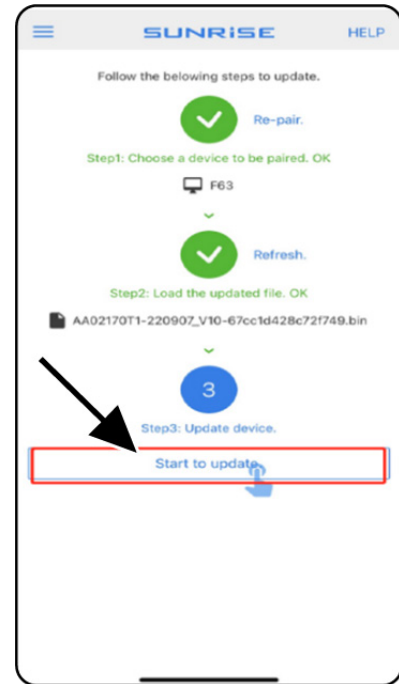 SUNRiSE HELP
Follow the belowing steps to update.
Re-pair.
Step1: Choose a device to be paired. OK
F63
Refresh.
Step2: Load the updated file. OK
AA02170T1-220907_V10-67cc1d428c72f749.bin
3
Step3: Update device.
Start to update.